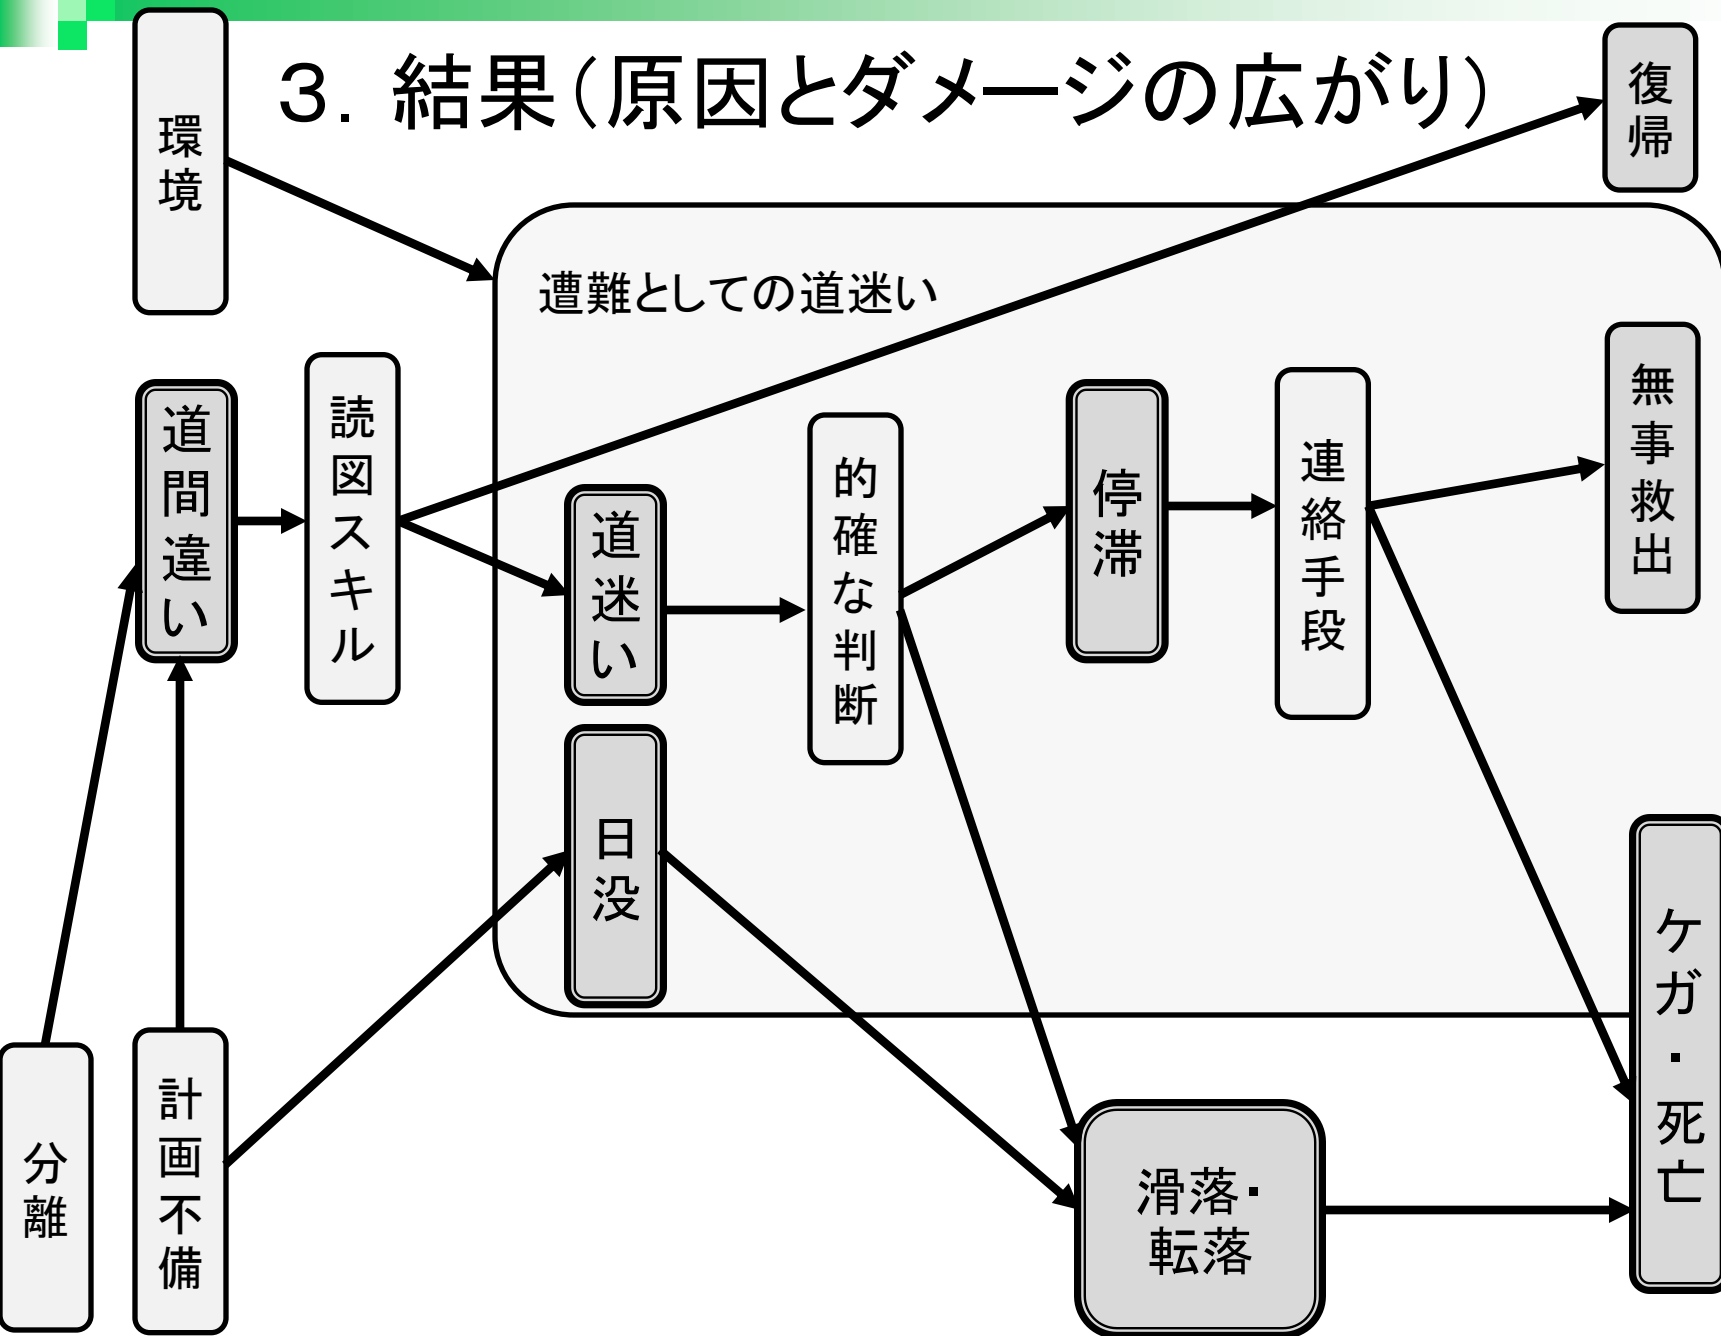 3. 結果(原因とダメージの広がり)
環境
復帰
遭難としての道迷い
道間違い
読図スキル
道迷い
的確な判断
停滞
連絡手段
無事救出
日没
ケガ・死亡
分離
計画不備
滑落・
転落